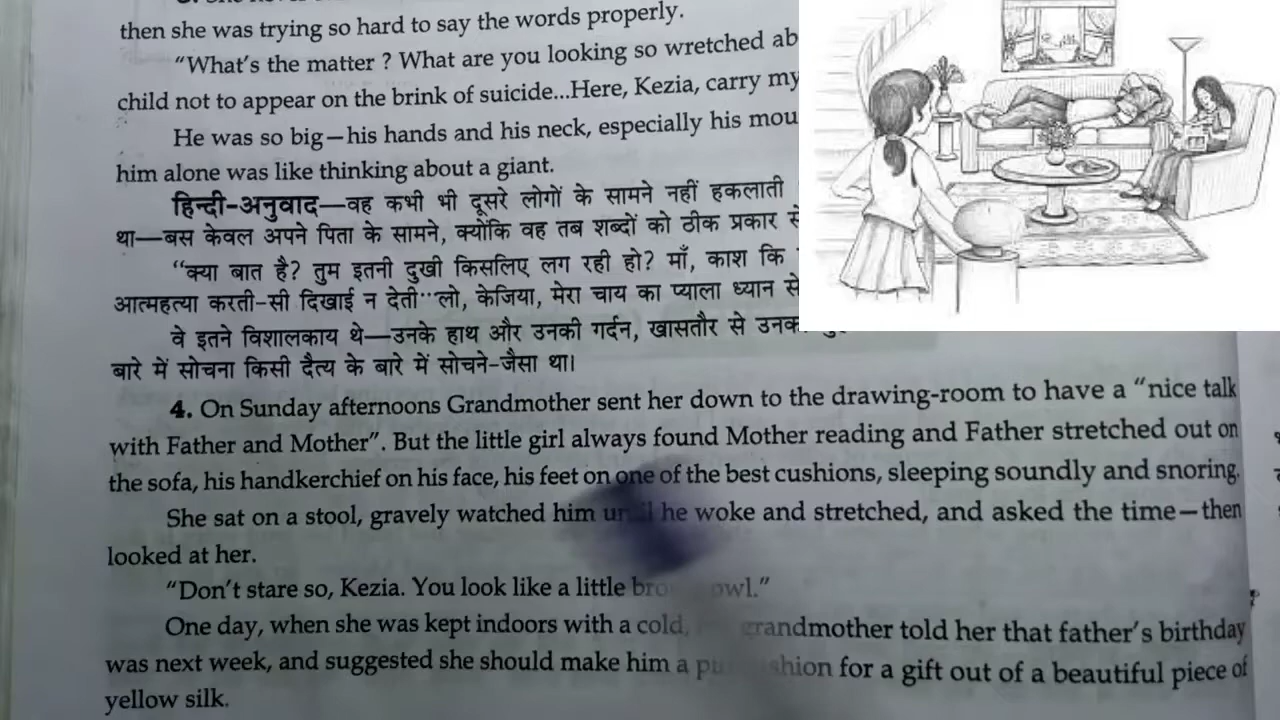 then she was trying so hard to say the words properly.
“What’s the matter ? What are you looking so wretched ab
child not to appear on the brink of suicide...Here, Kezia, carry my
He was so big—his hands and his neck, especially his mou
him alone was like thinking about a giant.
हिन्दी-अनुवाद—वह कभी भी दूसरे लोगों के सामने नहीं हकलाती
था—बस केवल अपने पिता के सामने, क्योंकि वह तब शब्दों को ठीक प्रकार से
“क्या बात है? तुम इतनी दुखी किसलिए लग रही हो? माँ, काश कि
आत्महत्या करती-सी दिखाई न देती...लो, केजिया, मेरा चाय का प्याला ध्यान से
वे इतने विशालकाय थे—उनके हाथ और उनकी गर्दन, खासतौर से
बारे में सोचना किसी दैत्य के बारे में सोचने-जैसा था।
4. On Sunday afternoons Grandmother sent her down to the drawing-room to have a “nice talk
with Father and Mother”. But the little girl always found Mother reading and Father stretched out on
the sofa, his handkerchief on his face, his feet on one of the best cushions, sleeping soundly and snoring.
She sat on a stool, gravely watched him he woke and stretched, and asked the time—then
looked at her.
“Don’t stare so, Kezia. You look like a little owl.”
One day, when she was kept indoors with a cold, grandmother told her that father’s birthday
was next week, and suggested she should make him a for a gift out of a beautiful piece of
yellow silk.